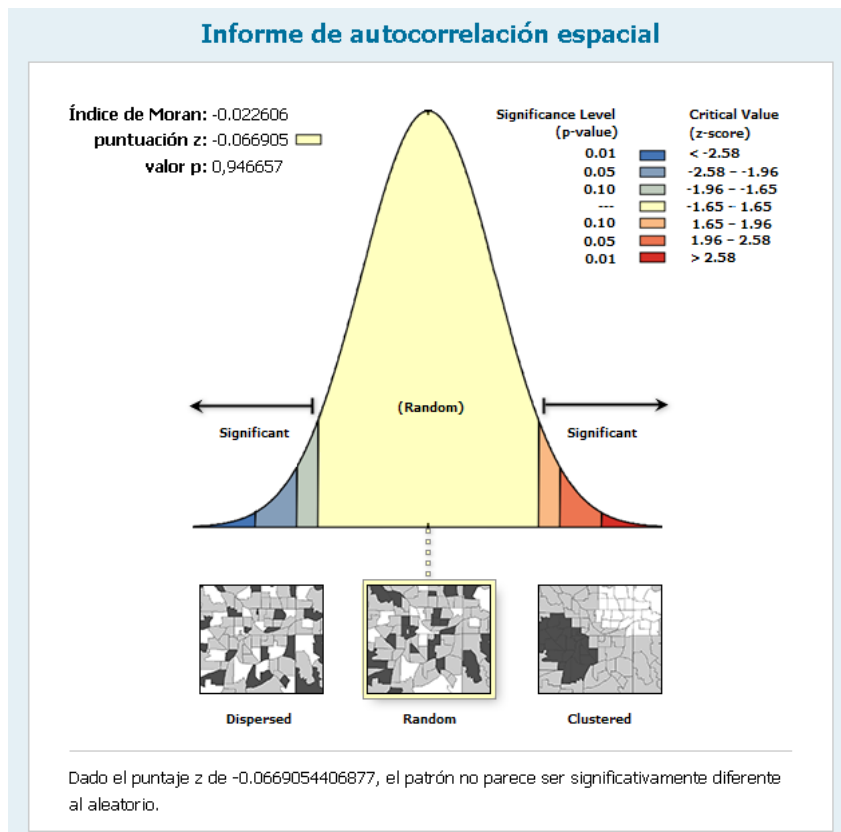 Informe de autocorrelación espacial
Índice de Moran: -0.022606
puntuación z: -0.066905
valor p: 0,946657
Significance Level (p-value)
Critical Value (z-score)
0.01 < -2.58
0.05 -2.58 – -1.96
0.10 -1.96 – -1.65
--- -1.65 – 1.65
0.10 1.65 – 1.96
0.05 1.96 – 2.58
0.01 > 2.58
(Random)
Significant
Significant
Dispersed
Random
Clustered
Dado el puntaje z de -0.0669054406877, el patrón no parece ser significativamente diferente
al aleatorio.